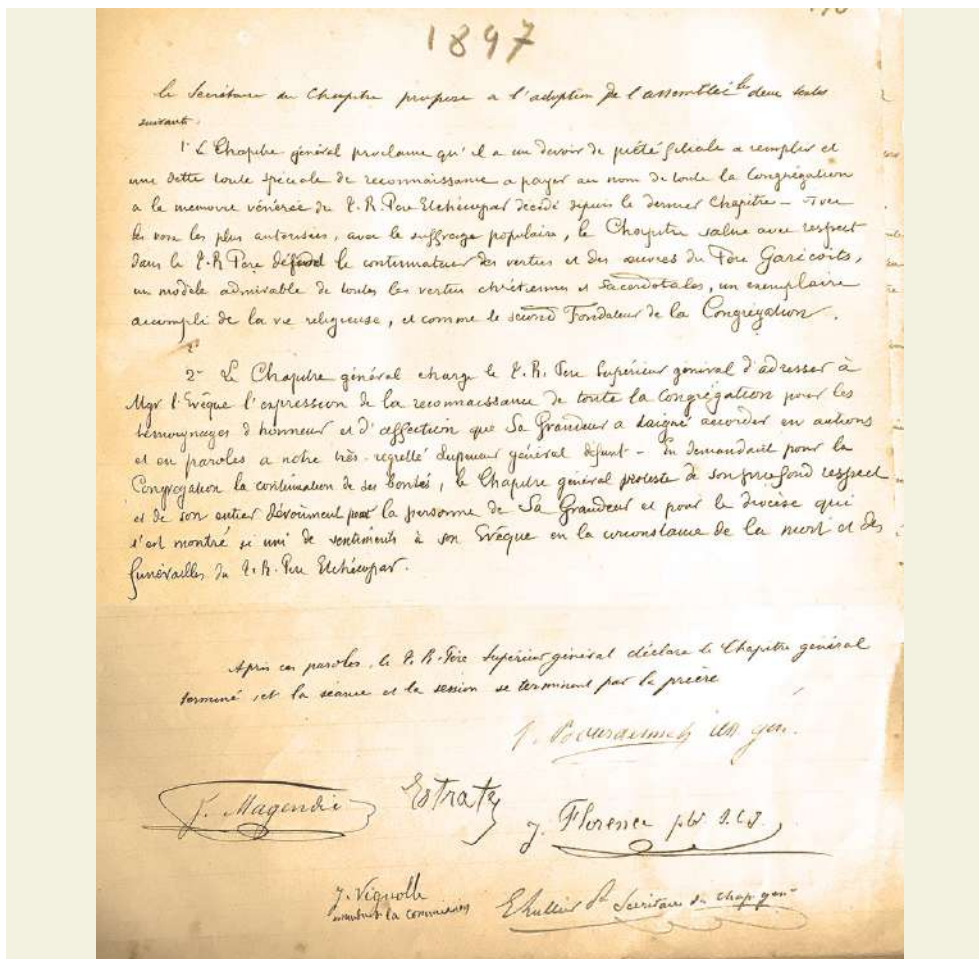 1897
le Secrétaire du Chapitre propose a l'adoption de l'assemblée les deux textes
suivants.
1° Le Chapitre général proclame qu'il a un devoir de piété filiale a remplir et
une dette toute spéciale de reconnaissance a payer au nom de toute la Congrégation
a la memoire vénérée du T. R. Pere Etchécopar décédé depuis le dernier Chapitre – Avec
les voix les plus autorisées, avec le suffrage populaire, le Chapitre salue avec respect
dans le T. R Pere défunt le continuateur des vertus et des œuvres du Père Garicoïts,
un modèle admirable de toutes les vertus chrétiennes et sacerdotales, un exemplaire
accompli de la vie religieuse, et comme le second Fondateur de la Congrégation.
2°
2° Le Chapitre général charge le T. R. Pere Supérieur général d'adresser à
Mgr l'Evêque l'expression de la reconnaissance de toute la Congrégation pour les
témoignages d'honneur et d'affection que Sa Grandeur a daigné accorder en actions
et en paroles a notre très-regretté Supérieur général défunt – En demandant pour la
Congrégation la continuation de ses bontés, le Chapitre général proteste de son profond respect
et de son entier dévoûment pour la personne de Sa Grandeur et pour le diocèse qui
s'est montré si uni de sentiments à son Evêque en la circonstance de la mort et des
funérailles du T. R. Pere Etchécopar.
Après ces paroles, le T. R. Père Supérieur général déclare le Chapitre général
terminé, et la séance et la session se terminent par la prière
gen.
J. Magendie
Estrate
J. Florence ptr. S.C.J.
J. Vignolle
membre de la commission
Secrétaire du chap. gen.